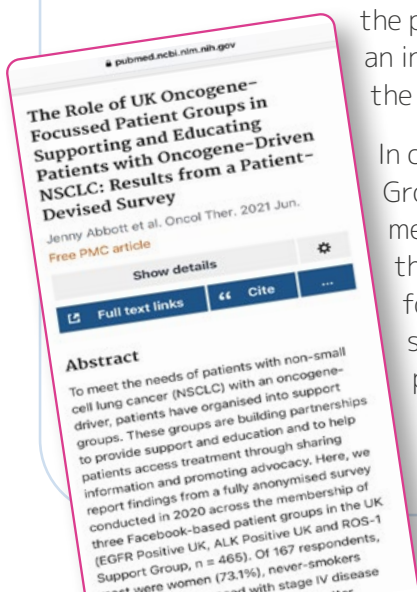 pubmed.ncbi.nlm.nih.gov
The Role of UK Oncogene-
Focussed Patient Groups in
Supporting and Educating
Patients with Oncogene-Driven
NSCLC: Results from a Patient-
Devised Survey
Jenny Abbott et al. Oncol Ther. 2021 Jun.
Free PMC article
Show details
Full text links
Cite
...
Abstract
To meet the needs of patients with non-small
cell lung cancer (NSCLC) with an oncogene-
driver, patients have organised into support
groups. These groups are building partnerships
to provide support and education and to help
patients access treatment through sharing
information and promoting advocacy. Here, we
report findings from a fully anonymised survey
conducted in 2020 across the membership of
three Facebook-based patient groups in the UK
(EGFR Positive UK, ALK Positive UK and ROS-1
Support Group, n = 465). Of 167 respondents,
were women (73.1%), never-smokers
with stage IV disease
the
an
the
In